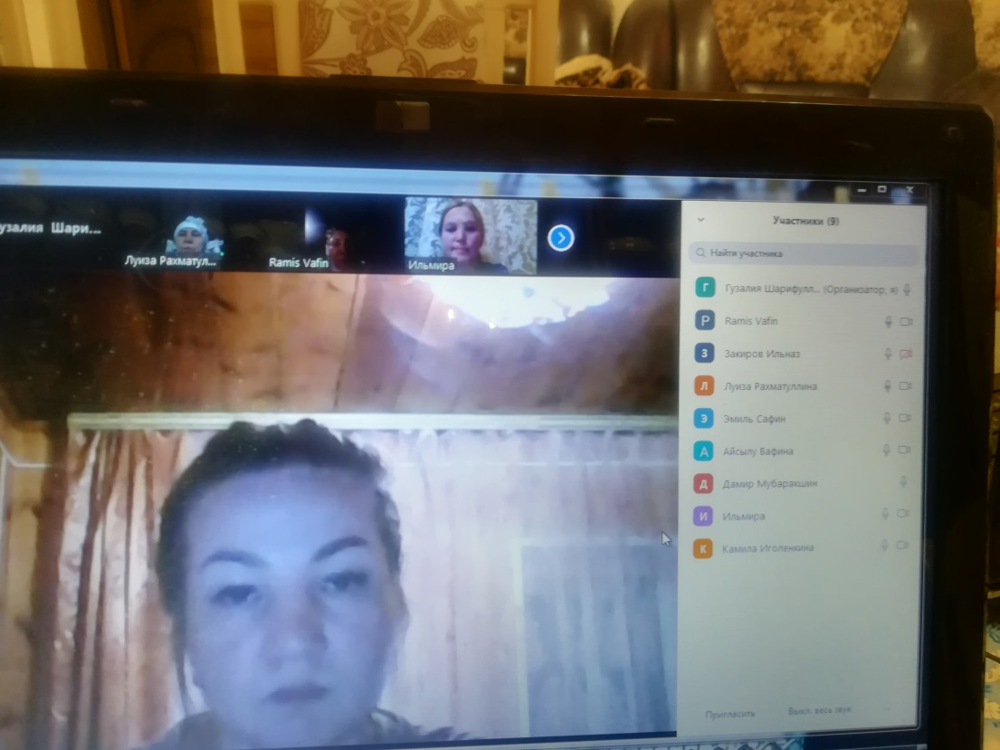 узалия Шари...
Луиза Рахматул...
Ramis Vafin
Ильмира
Участники (9)
Найти участника
Г Гузалия Шарифулл... (Организатор, я)
Р Ramis Vafin
З Закиров Ильназ
Л Луиза Рахматуллина
Э Эмиль Сафин
А Айсылу Вафина
Д Дамир Мубаракшин
И Ильмира
К Камила Иголенкина
Пригласить Выкл. весь звук ...